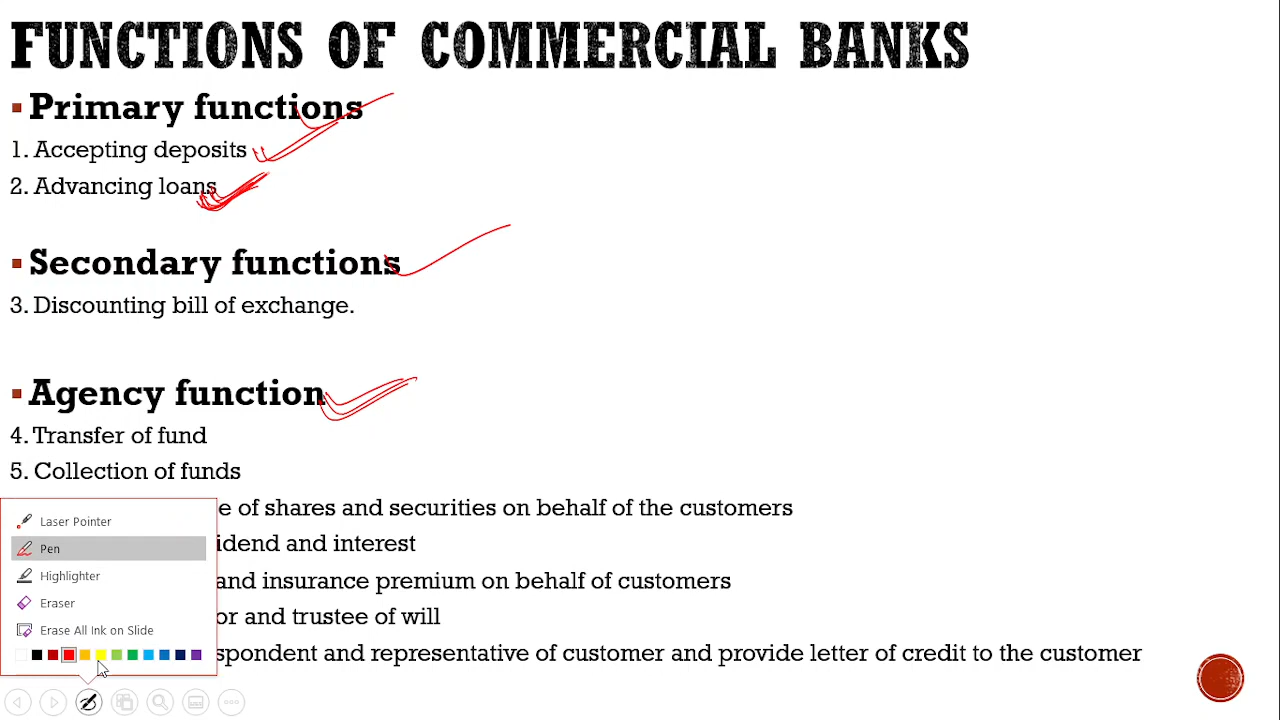 FUNCTIONS OF COMMERCIAL BANKS
Primary functions
1. Accepting deposits
2. Advancing loans
Secondary functions
3. Discounting bill of exchange.
Agency function
4. Transfer of fund
5. Collection of funds
of shares and securities on behalf of the customers
and interest
and insurance premium on behalf of customers
and trustee of will
and representative of customer and provide letter of credit to the customer
Laser Pointer
Pen
Highlighter
Eraser
Erase All Ink on Slide